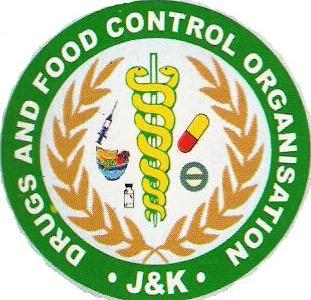 DRUGS AND FOOD CONTROL ORGANISATION
· J&K ·